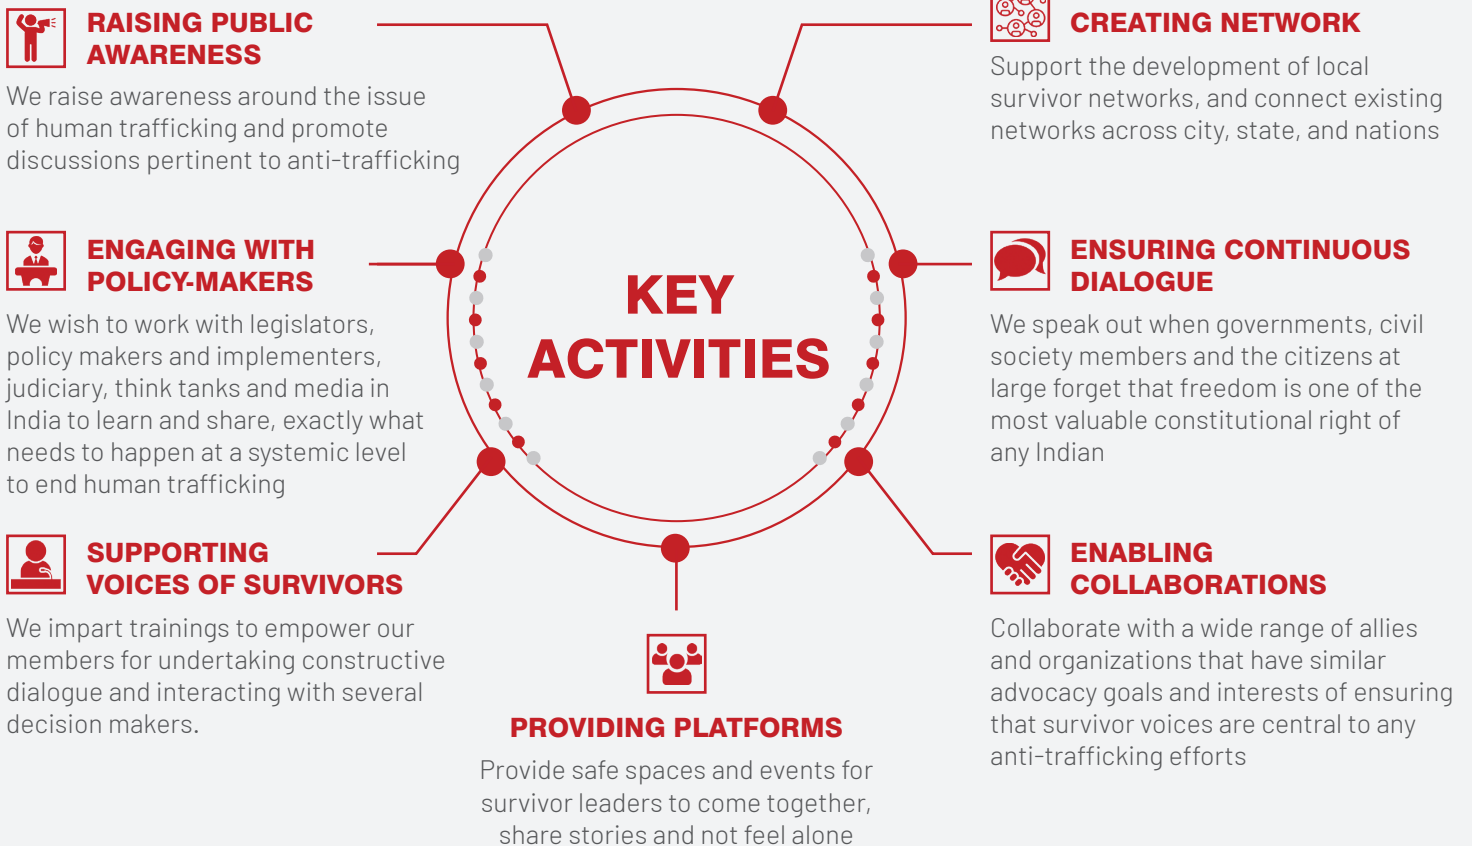 RAISING PUBLIC
AWARENESS
We raise awareness around the issue
of human trafficking and promote
discussions pertinent to anti-trafficking
ENGAGING WITH
POLICY-MAKERS
We wish to work with legislators,
policy makers and implementers,
judiciary, think tanks and media in
India to learn and share, exactly what
needs to happen at a systemic level
to end human trafficking
SUPPORTING
VOICES OF SURVIVORS
We impart trainings to empower our
members for undertaking constructive
dialogue and interacting with several
decision makers.
KEY
ACTIVITIES
PROVIDING PLATFORMS
Provide safe spaces and events for
survivor leaders to come together,
share stories and not feel alone
CREATING NETWORK
Support the development of local
survivor networks, and connect existing
networks across city, state, and nations
ENSURING CONTINUOUS
DIALOGUE
We speak out when governments, civil
society members and the citizens at
large forget that freedom is one of the
most valuable constitutional right of
any Indian
ENABLING
COLLABORATIONS
Collaborate with a wide range of allies
and organizations that have similar
advocacy goals and interests of ensuring
that survivor voices are central to any
anti-trafficking efforts